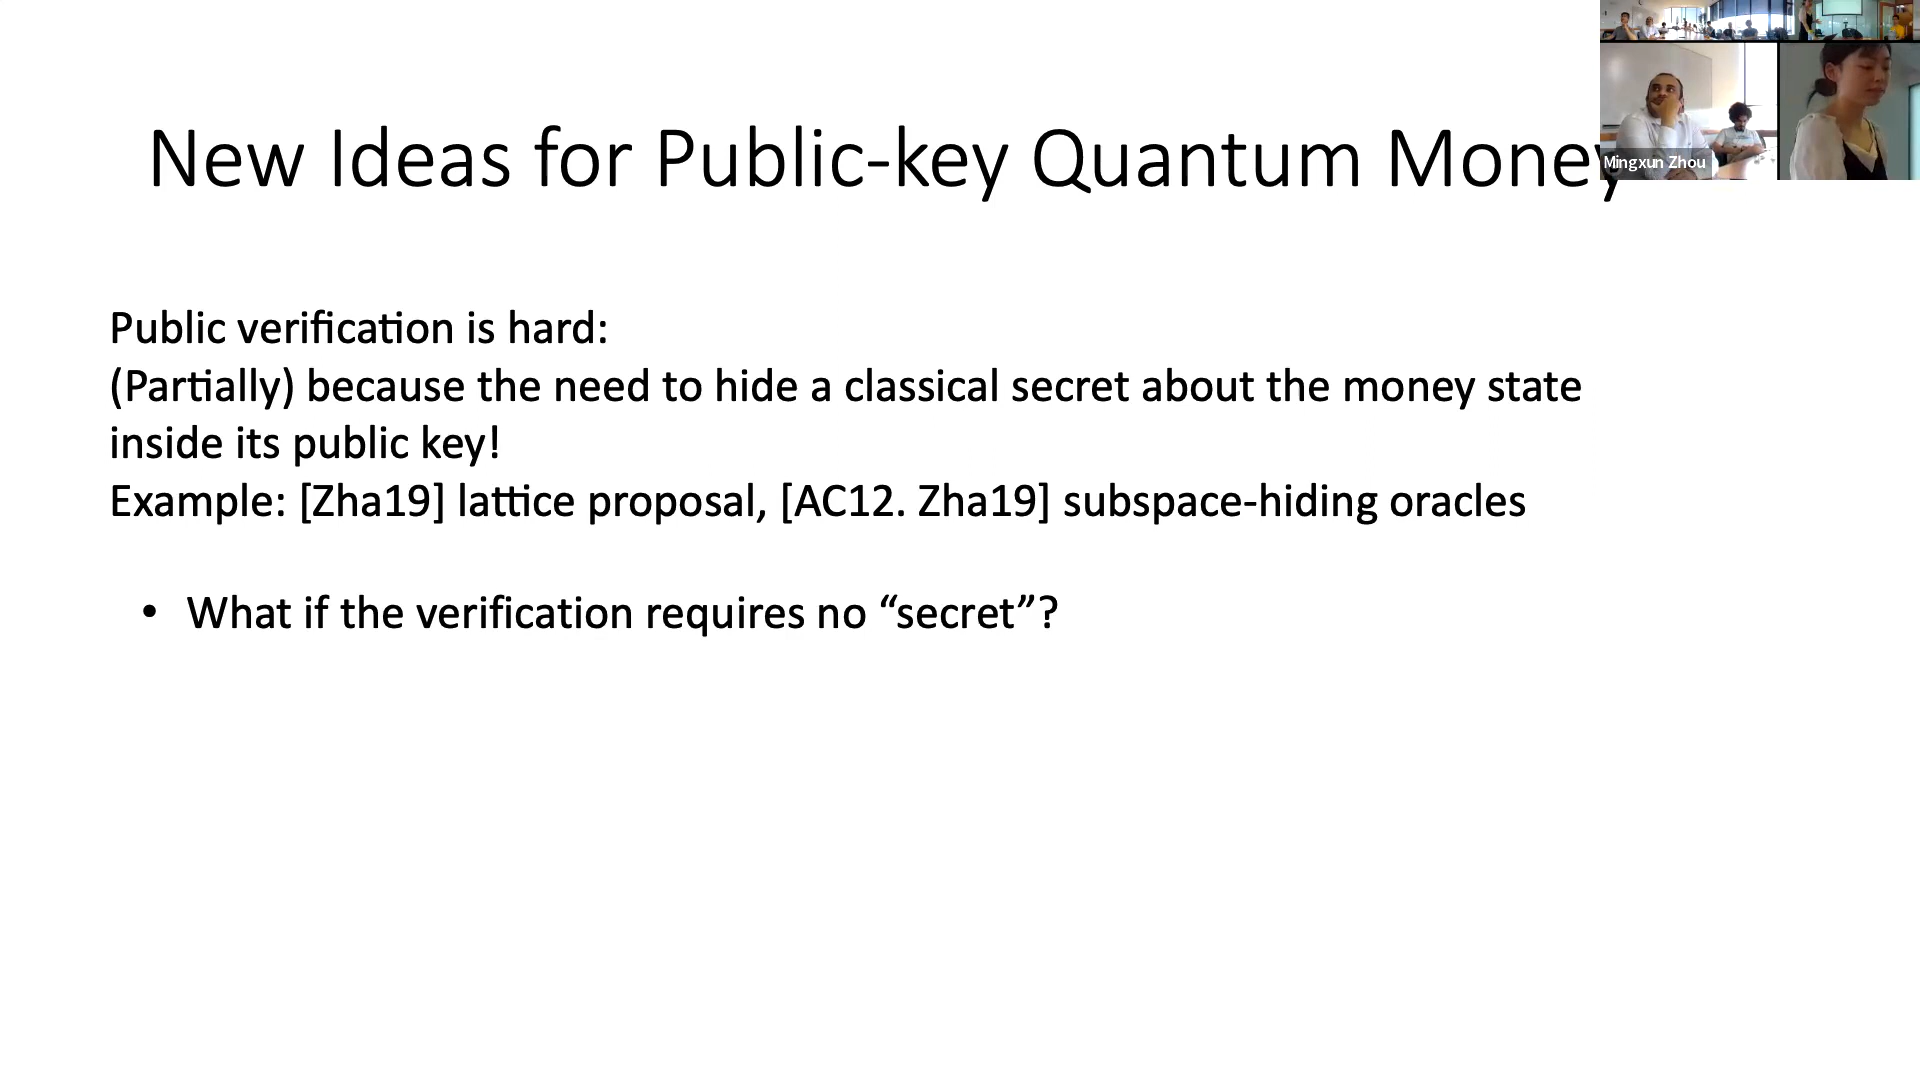 New Ideas for Public-key Quantum Money
Mingxun Zhou
Public verification is hard:
(Partially) because the need to hide a classical secret about the money state
inside its public key!
Example: [Zha19] lattice proposal, [AC12. Zha19] subspace-hiding oracles
• What if the verification requires no “secret”?